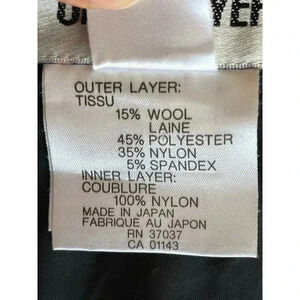 OUTER LAYER:
TISSU
15% WOOL
LAINE
45% POLYESTER
35% NYLON
5% SPANDEX
INNER LAYER:
COUBLURE
100% NYLON
MADE IN JAPAN
FABRIQUE AU JAPON
RN 37037
CA 01143